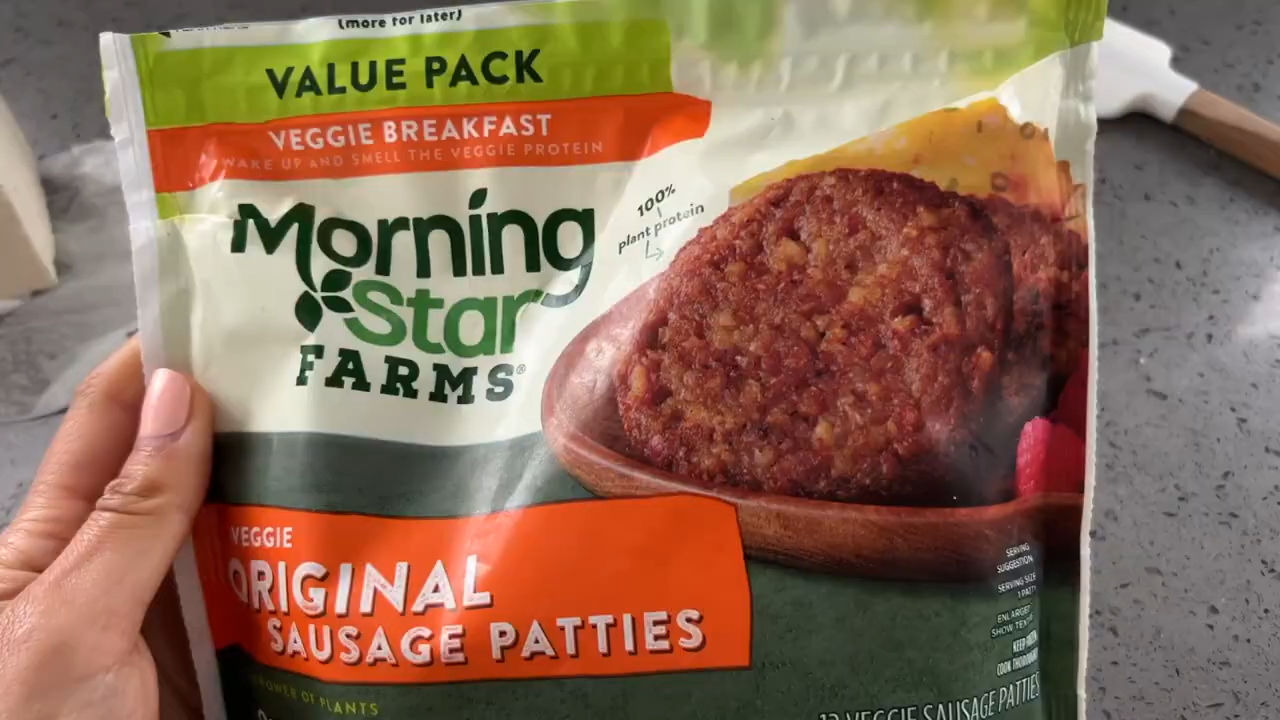 (more for later)
VALUE PACK
VEGGIE BREAKFAST
WAKE UP AND SMELL THE VEGGIE PROTEIN
Morning
Star
FARMS®
100%
plant protein
VEGGIE
ORIGINAL
SAUSAGE PATTIES
SERVING
SUGGESTION
SERVING SIZE
1 PATTY
ENLARGED
SHOW
KEEP FROZEN
COOK THOROUGHLY
POWER OF PLANTS
12 VEGGIE SAUSAGE PATTIES